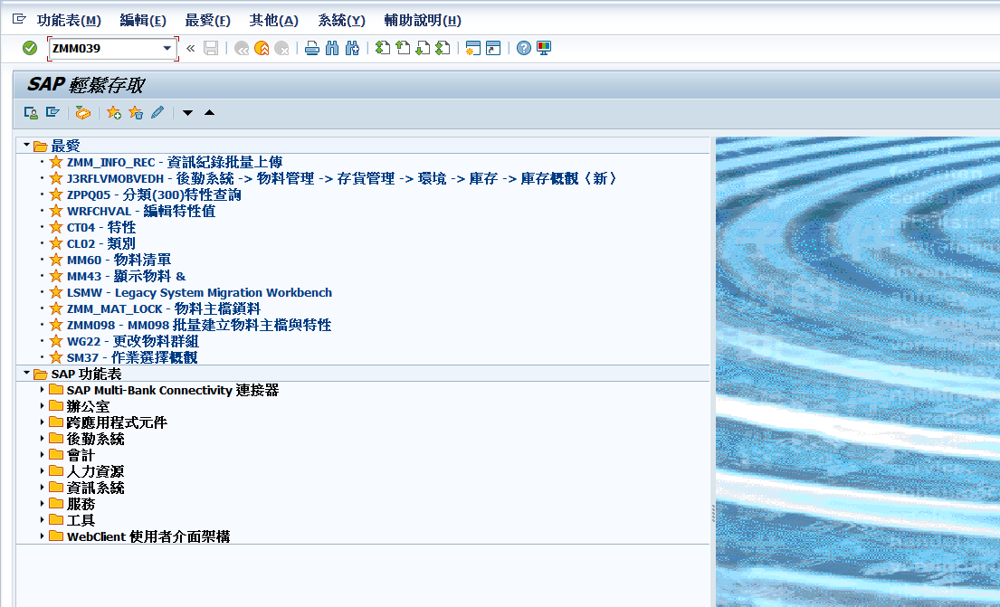 功能表(M) 編輯(E) 最愛(F) 其他(A) 系統(Y) 輔助說明(H)
ZMM039
SAP 輕鬆存取
最愛
ZMM_INFO_REC - 資訊紀錄批量上傳
J3RFLVMOBVEDH - 後勤系統 -> 物料管理 -> 存貨管理 -> 環境 -> 庫存 -> 庫存概觀（新）
ZPPQ05 - 分類(300)特性查詢
WRFCHVAL - 編輯特性值
CT04 - 特性
CL02 - 類別
MM60 - 物料清單
MM43 - 顯示物料 &
LSMW - Legacy System Migration Workbench
ZMM_MAT_LOCK - 物料主檔鎖料
ZMM098 - MM098 批量建立物料主檔與特性
WG22 - 更改物料群組
SM37 - 作業選擇概觀
SAP 功能表
SAP Multi-Bank Connectivity 連接器
辦公室
跨應用程式元件
後勤系統
會計
人力資源
資訊系統
服務
工具
WebClient 使用者介面架構